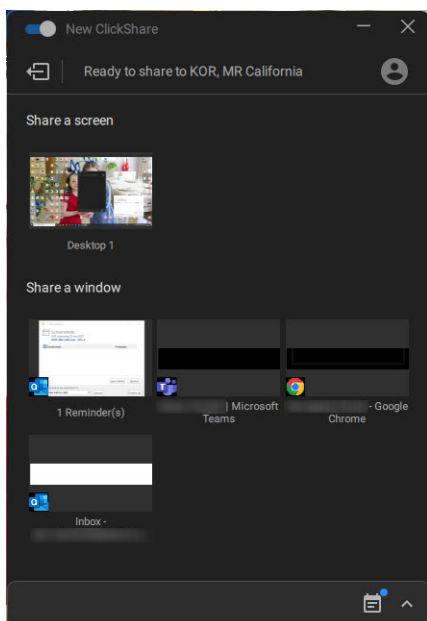 New ClickShare
Ready to share to KOR, MR California
Share a screen
Desktop 1
Share a window
1 Reminder(s)
| Microsoft
Teams
- Google
Chrome
Inbox -